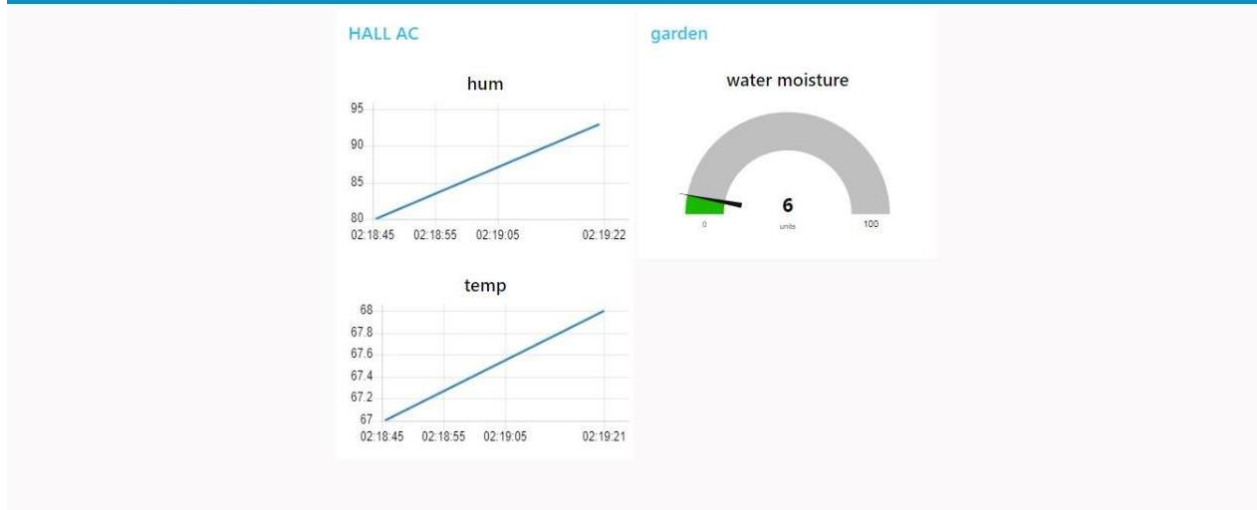 HALL AC
hum
95
90
85
80
02:18:45 02:18:55 02:19:05 02:19:22
temp
68
67.8
67.6
67.4
67.2
67
02:18:45 02:18:55 02:19:05 02:19:21
garden
water moisture
6
0 units 100